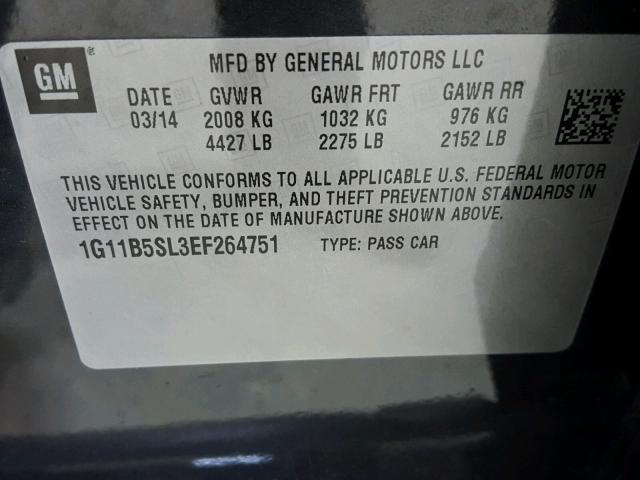 GM
®
MFD BY GENERAL MOTORS LLC
DATE GVWR GAWR FRT GAWR RR
03/14 2008 KG 1032 KG 976 KG
4427 LB 2275 LB 2152 LB
THIS VEHICLE CONFORMS TO ALL APPLICABLE U.S. FEDERAL MOTOR
VEHICLE SAFETY, BUMPER, AND THEFT PREVENTION STANDARDS IN
EFFECT ON THE DATE OF MANUFACTURE SHOWN ABOVE.
1G11B5SL3EF264751 TYPE: PASS CAR